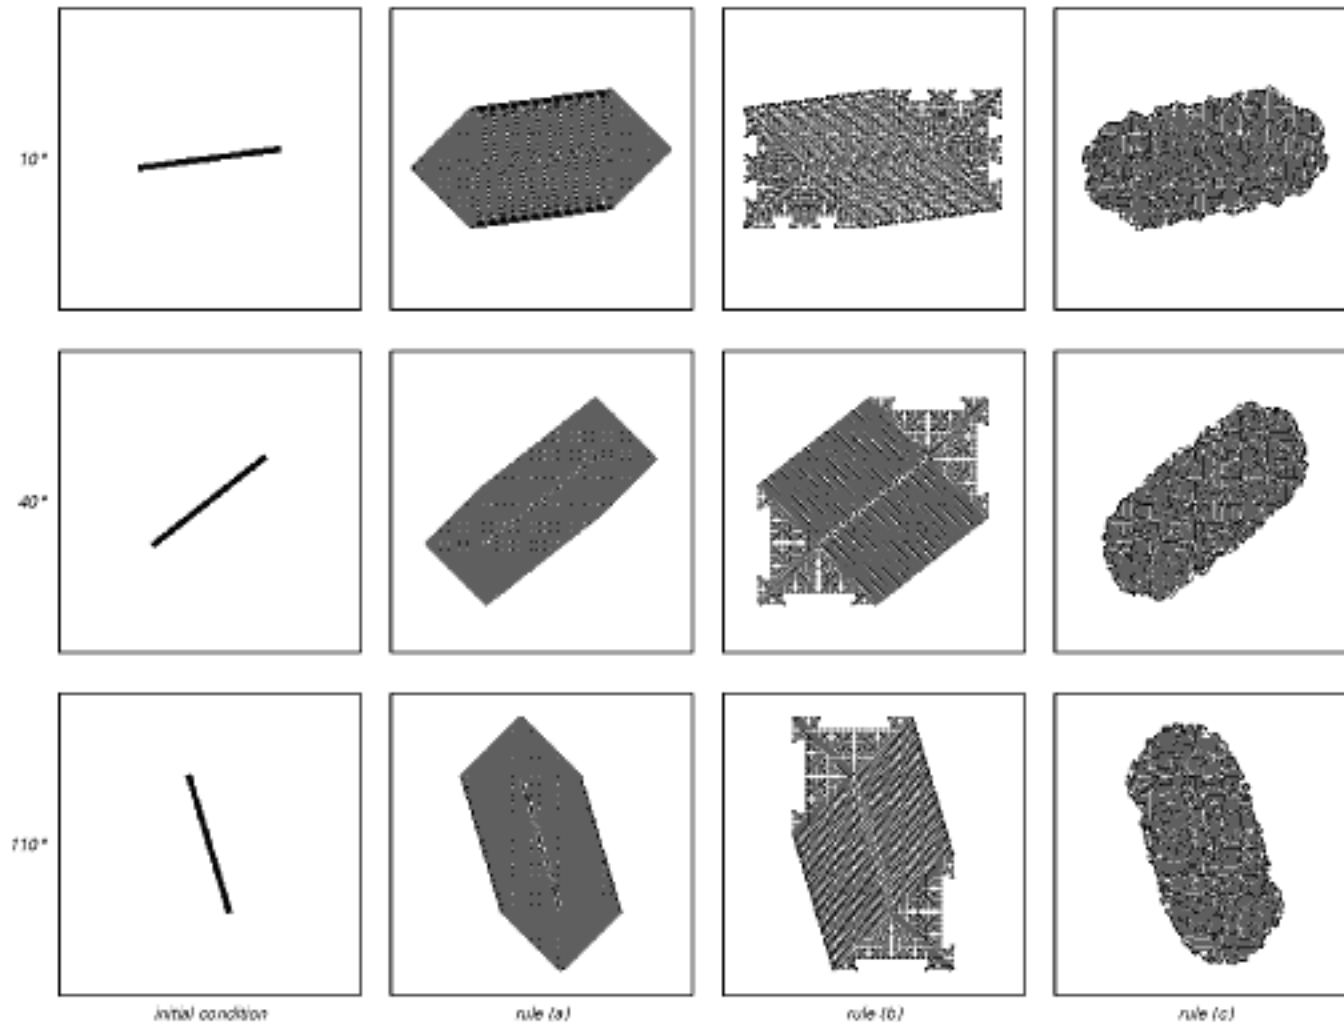 10°
40°
110°
initial condition
rule (a)
rule (b)
rule (c)